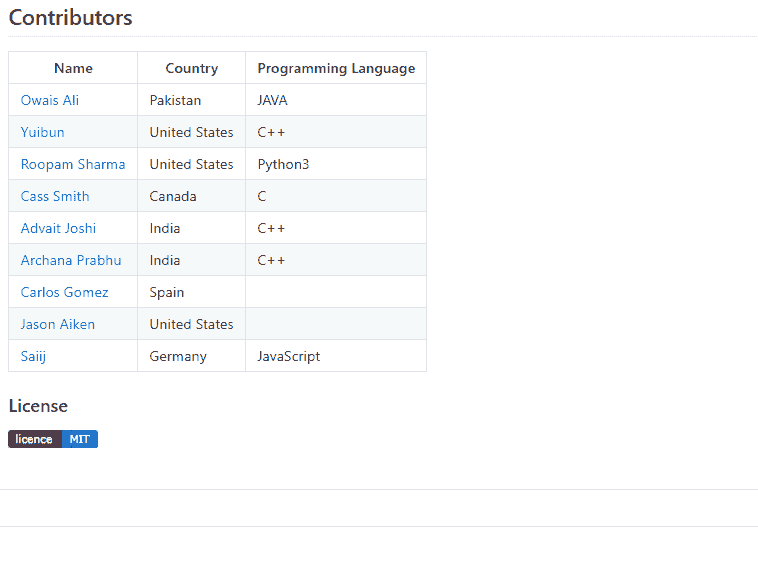 Contributors
Name Country Programming Language
Owais Ali Pakistan JAVA
Yuibun United States C++
Roopam Sharma United States Python3
Cass Smith Canada C
Advait Joshi India C++
Archana Prabhu India C++
Carlos Gomez Spain
Jason Aiken United States
Saiij Germany JavaScript
License
licence MIT